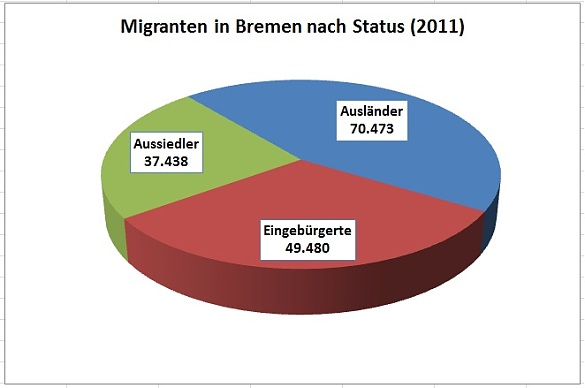 Migranten in Bremen nach Status (2011)
Ausländer
70.473
Aussiedler
37.438
Eingebürgerte
49.480